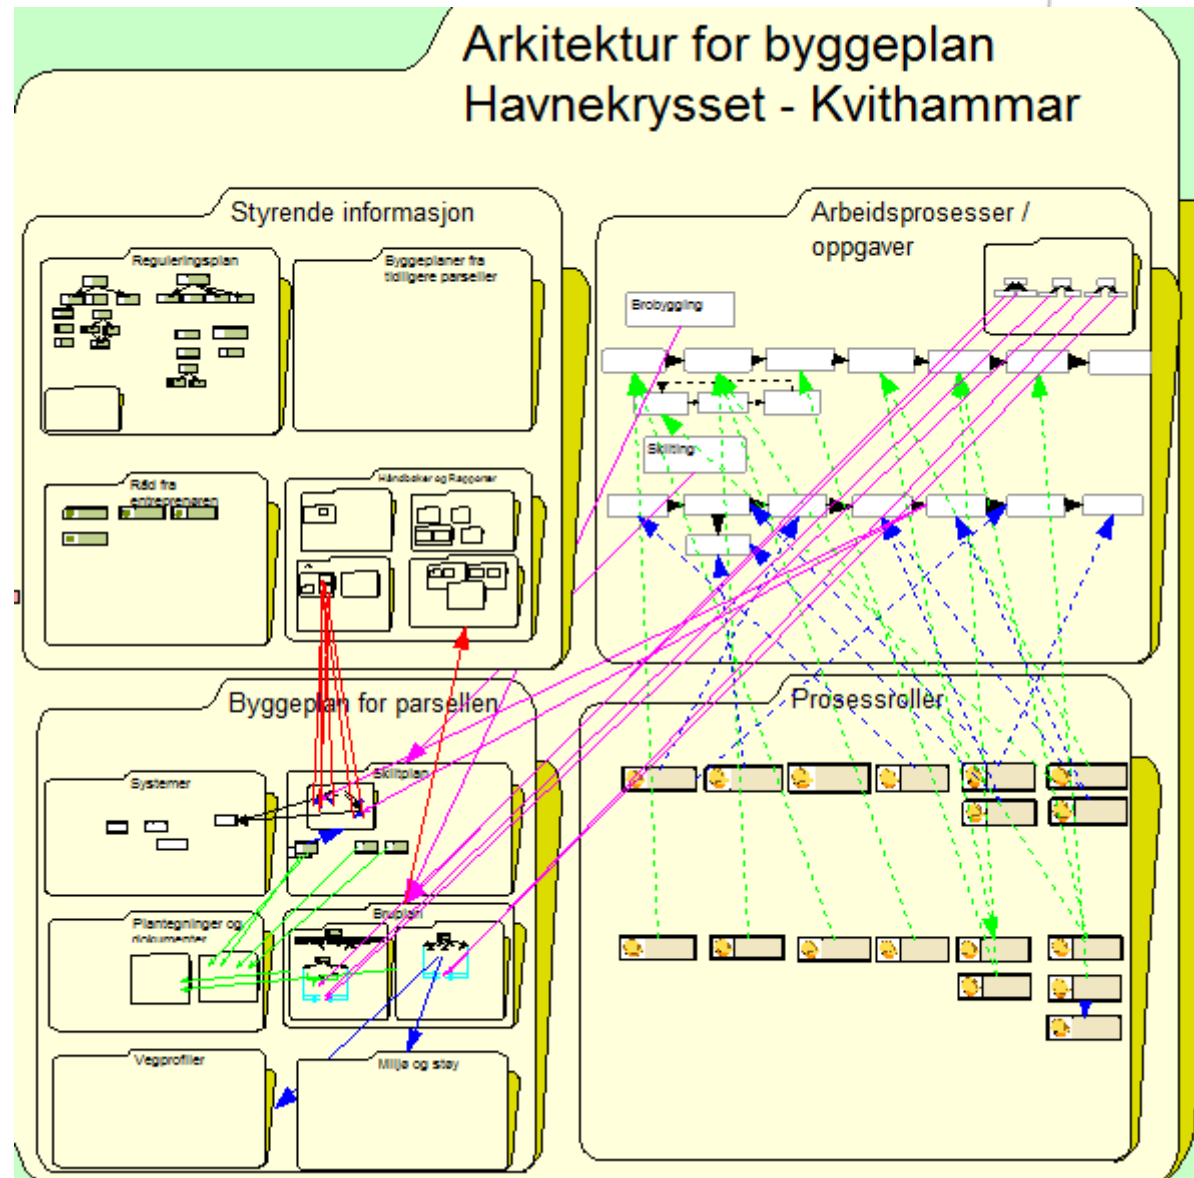 Arkitektur for byggeplan
Havnekrysset - Kvithammar
Styrende informasjon
Reguleringsplan
Byggeplaner fra
tidligere parseller
Råd fra
entreprenøren
Håndbøker og Rapporter
Arbeidsprosesser /
oppgaver
Brobygging
Skilting
Byggeplan for parsellen
Systemer
Skiltplan
Plantegninger og
dokumenter
Bruplan
Vegprofiler
Miljø og støy
Prosessroller